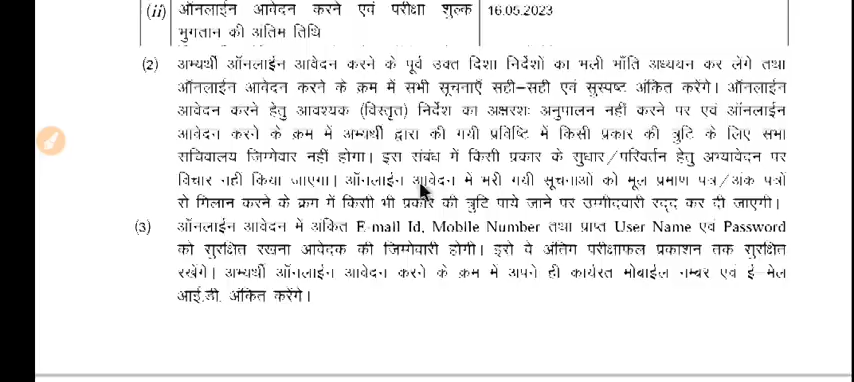 (ii) ऑनलाईन आवेदन करने एवं परीक्षा शुल्क 16.05.2023
भुगतान की अंतिम तिथि
(2) अभ्यर्थी ऑनलाईन आवेदन करने के पूर्व उक्त दिशा निर्देशों का भली भाँति अध्ययन कर लेंगे तथा
ऑनलाईन आवेदन करने के क्रम में सभी सूचनाएँ सही–सही एवं सुस्पष्ट अंकित करेंगे। ऑनलाईन
आवेदन करने हेतु आवश्यक (विस्तृत) निर्देश का अक्षरशः अनुपालन नहीं करने पर एवं ऑनलाईन
आवेदन करने के क्रम में अभ्यर्थी द्वारा की गयी प्रविष्टि में किसी प्रकार की त्रुटि के लिए सभा
सचिवालय जिम्मेवार नहीं होगा। इस संबंध में किसी प्रकार के सुधार/परिवर्तन हेतु अभ्यावेदन पर
विचार नही किया जाएगा। ऑनलाईन आवेदन में भरी गयी सूचनाओं को मूल प्रमाण पत्र/अंक पत्रों
से मिलान करने के क्रम में किसी भी प्रकार की त्रुटि पाये जाने पर उम्मीदवारी रद्द कर दी जाएगी।
(3) ऑनलाईन आवेदन में अंकित E-mail Id, Mobile Number तथा प्राप्त User Name एवं Password
को सुरक्षित रखना आवेदक की जिम्मेवारी होगी। इसे वे अंतिम परीक्षाफल प्रकाशन तक सुरक्षित
रखेंगे। अभ्यर्थी ऑनलाईन आवेदन करने के क्रम में अपने ही कार्यरत मोबाईल नम्बर एवं ई–मेल
आई.डी. अंकित करेंगे।